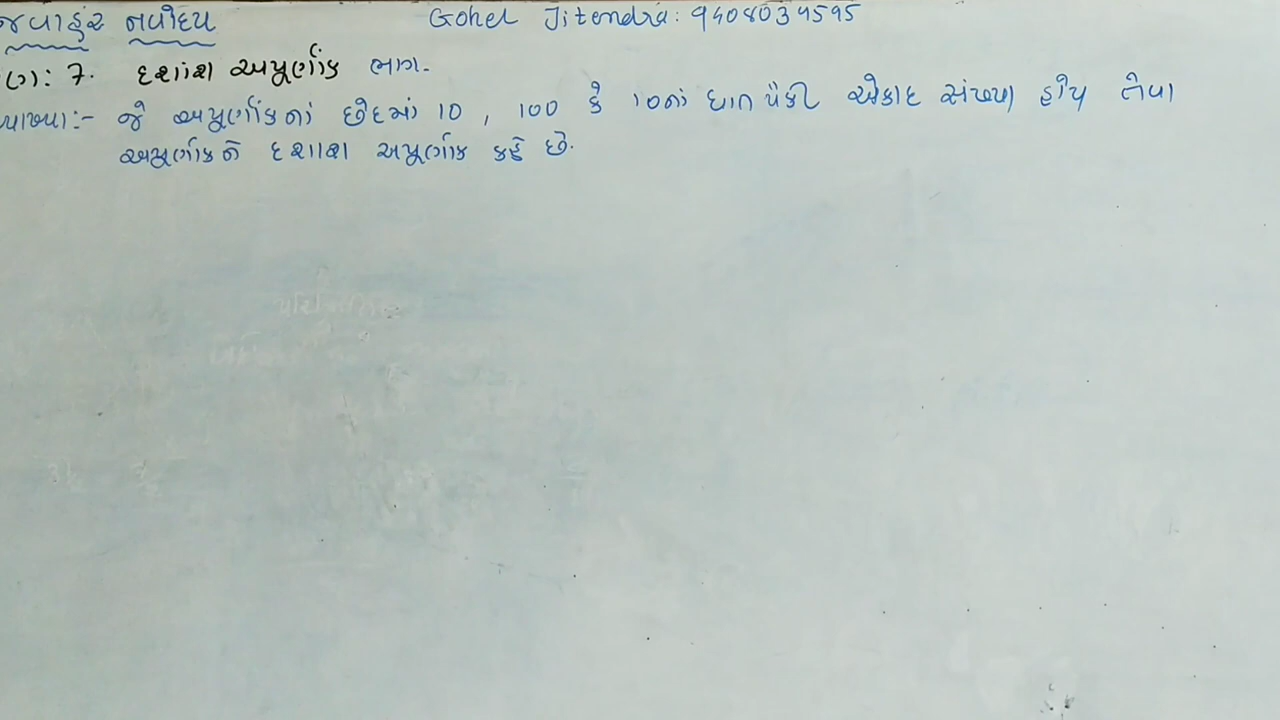 જવાહર નવોદય Gohel Jitendra: 9408034595
ગ: 7. દશાંશ અપૂર્ણાંક ભાગ.
વ્યાખ્યા:- જે અપૂર્ણાંકનાં છેદમાં 10, 100 કે 10નાં ઘાત પૈકી એકાદ સંખ્યા હોય તેવા
અપૂર્ણાંકને દશાંશ અપૂર્ણાંક કહે છે.